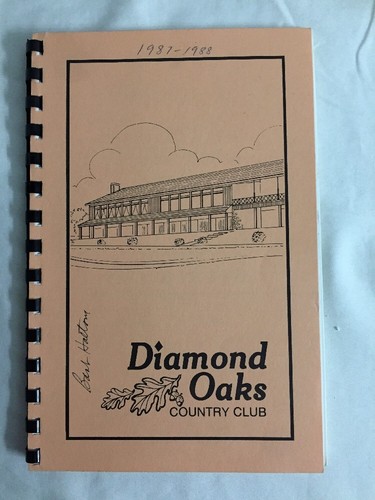 1987-1988
Diamond
Oaks
COUNTRY CLUB